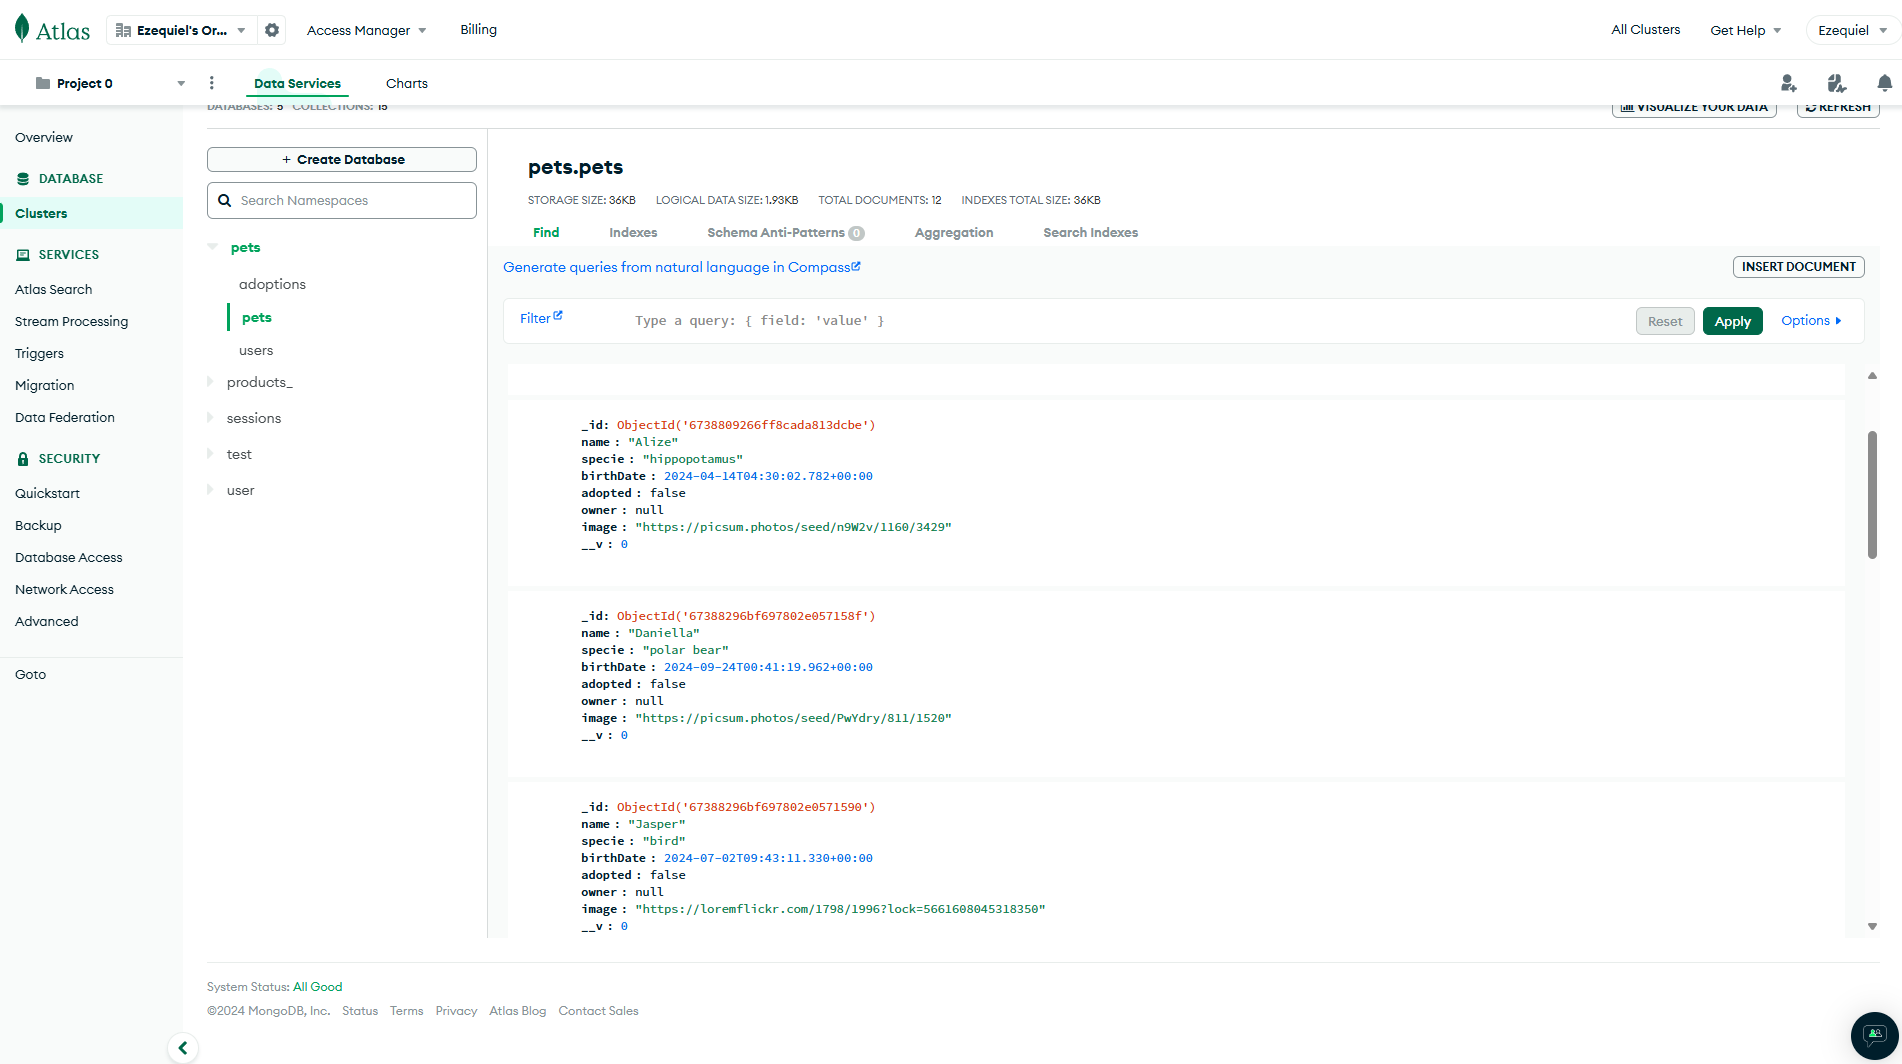 Atlas
Ezequiel's Or...
Access Manager
Billing
All Clusters
Get Help
Ezequiel
Project 0
Data Services
Charts
DATABASES: 5 COLLECTIONS: 15
VISUALIZE YOUR DATA
REFRESH
Overview
DATABASE
Clusters
SERVICES
Atlas Search
Stream Processing
Triggers
Migration
Data Federation
SECURITY
Quickstart
Backup
Database Access
Network Access
Advanced
Goto
+ Create Database
Search Namespaces
pets
adoptions
pets
users
products_
sessions
test
user
pets.pets
STORAGE SIZE: 36KB LOGICAL DATA SIZE: 1.93KB TOTAL DOCUMENTS: 12 INDEXES TOTAL SIZE: 36KB
Find Indexes Schema Anti-Patterns 0 Aggregation Search Indexes
Generate queries from natural language in Compass
INSERT DOCUMENT
Filter
Type a query: { field: 'value' }
Reset
Apply
Options
_id: ObjectId('6738809266ff8cada813dcbe')
name : "Alize"
specie : "hippopotamus"
birthDate : 2024-04-14T04:30:02.782+00:00
adopted : false
owner : null
image : "https://picsum.photos/seed/n9W2v/1160/3429"
__v : 0
_id: ObjectId('67388296bf697802e057158f')
name : "Daniella"
specie : "polar bear"
birthDate : 2024-09-24T00:41:19.962+00:00
adopted : false
owner : null
image : "https://picsum.photos/seed/PwYdry/811/1520"
__v : 0
_id: ObjectId('67388296bf697802e0571590')
name : "Jasper"
specie : "bird"
birthDate : 2024-07-02T09:43:11.330+00:00
adopted : false
owner : null
image : "https://loremflickr.com/1798/1996?lock=5661608045318350"
__v : 0
System Status: All Good
©2024 MongoDB, Inc. Status Terms Privacy Atlas Blog Contact Sales